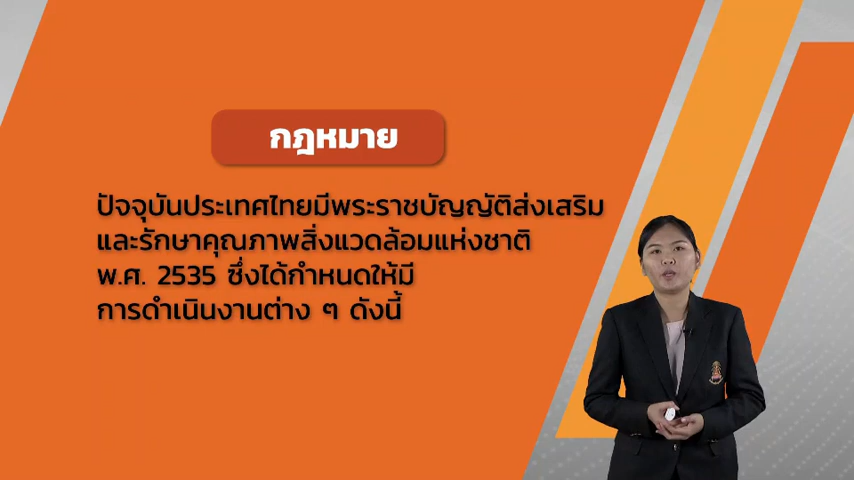 กฎหมาย
ปัจจุบันประเทศไทยมีพระราชบัญญัติส่งเสริม
และรักษาคุณภาพสิ่งแวดล้อมแห่งชาติ
พ.ศ. 2535 ซึ่งได้กำหนดให้มี
การดำเนินงานต่าง ๆ ดังนี้